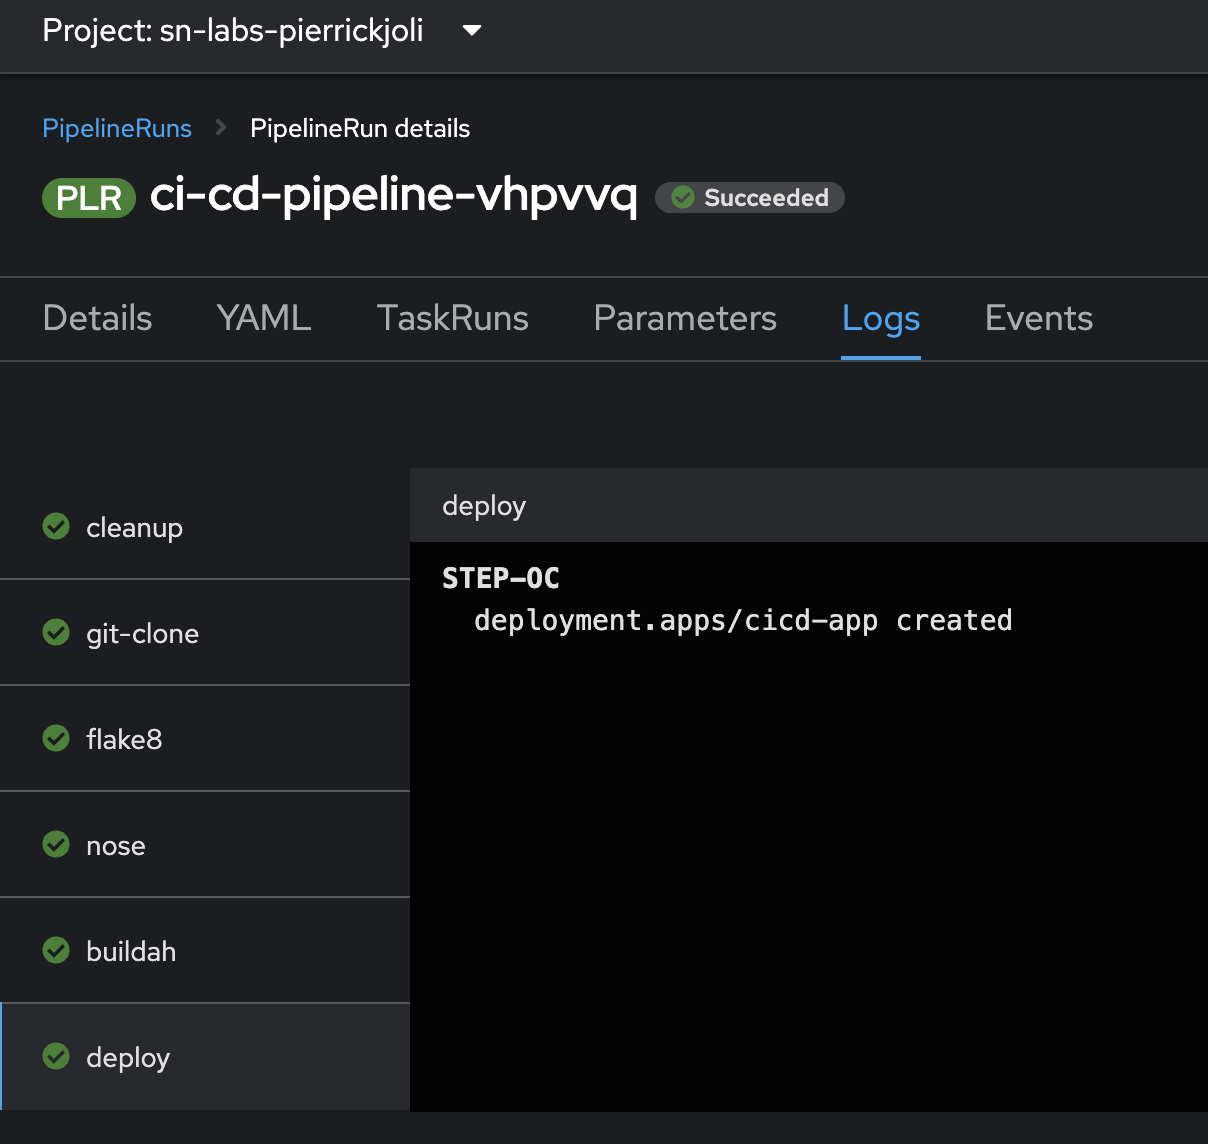 Project: sn-labs-pierrickjoli
PipelineRuns PipelineRun details
PLR ci-cd-pipeline-vhpvvq Succeeded
Details YAML TaskRuns Parameters Logs Events
cleanup
git-clone
flake8
nose
buildah
deploy
deploy
STEP-OC
deployment.apps/cicd-app created